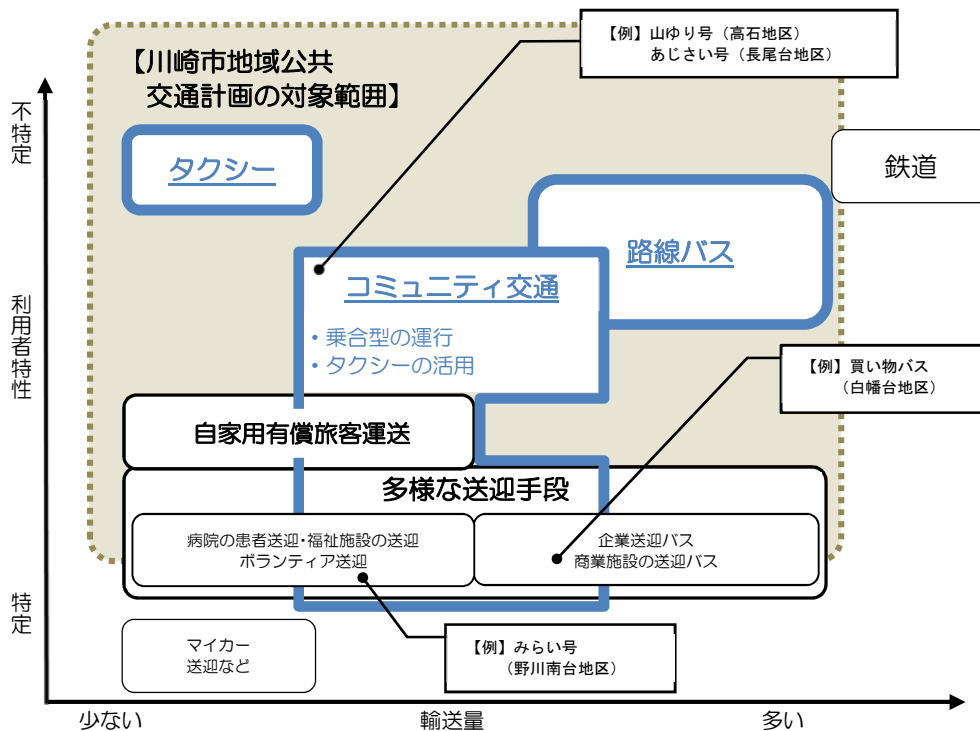 【例】山ゆり号（高石地区）
あじさい号（長尾台地区）
【川崎市地域公共
交通計画の対象範囲】
不特定
利用者特性
特定
タクシー
鉄道
路線バス
コミュニティ交通
・乗合型の運行
・タクシーの活用
【例】買い物バス
（白幡台地区）
自家用有償旅客運送
多様な送迎手段
病院の患者送迎・福祉施設の送迎
ボランティア送迎
企業送迎バス
商業施設の送迎バス
マイカー
送迎など
【例】みらい号
（野川南台地区）
少ない
輸送量
多い